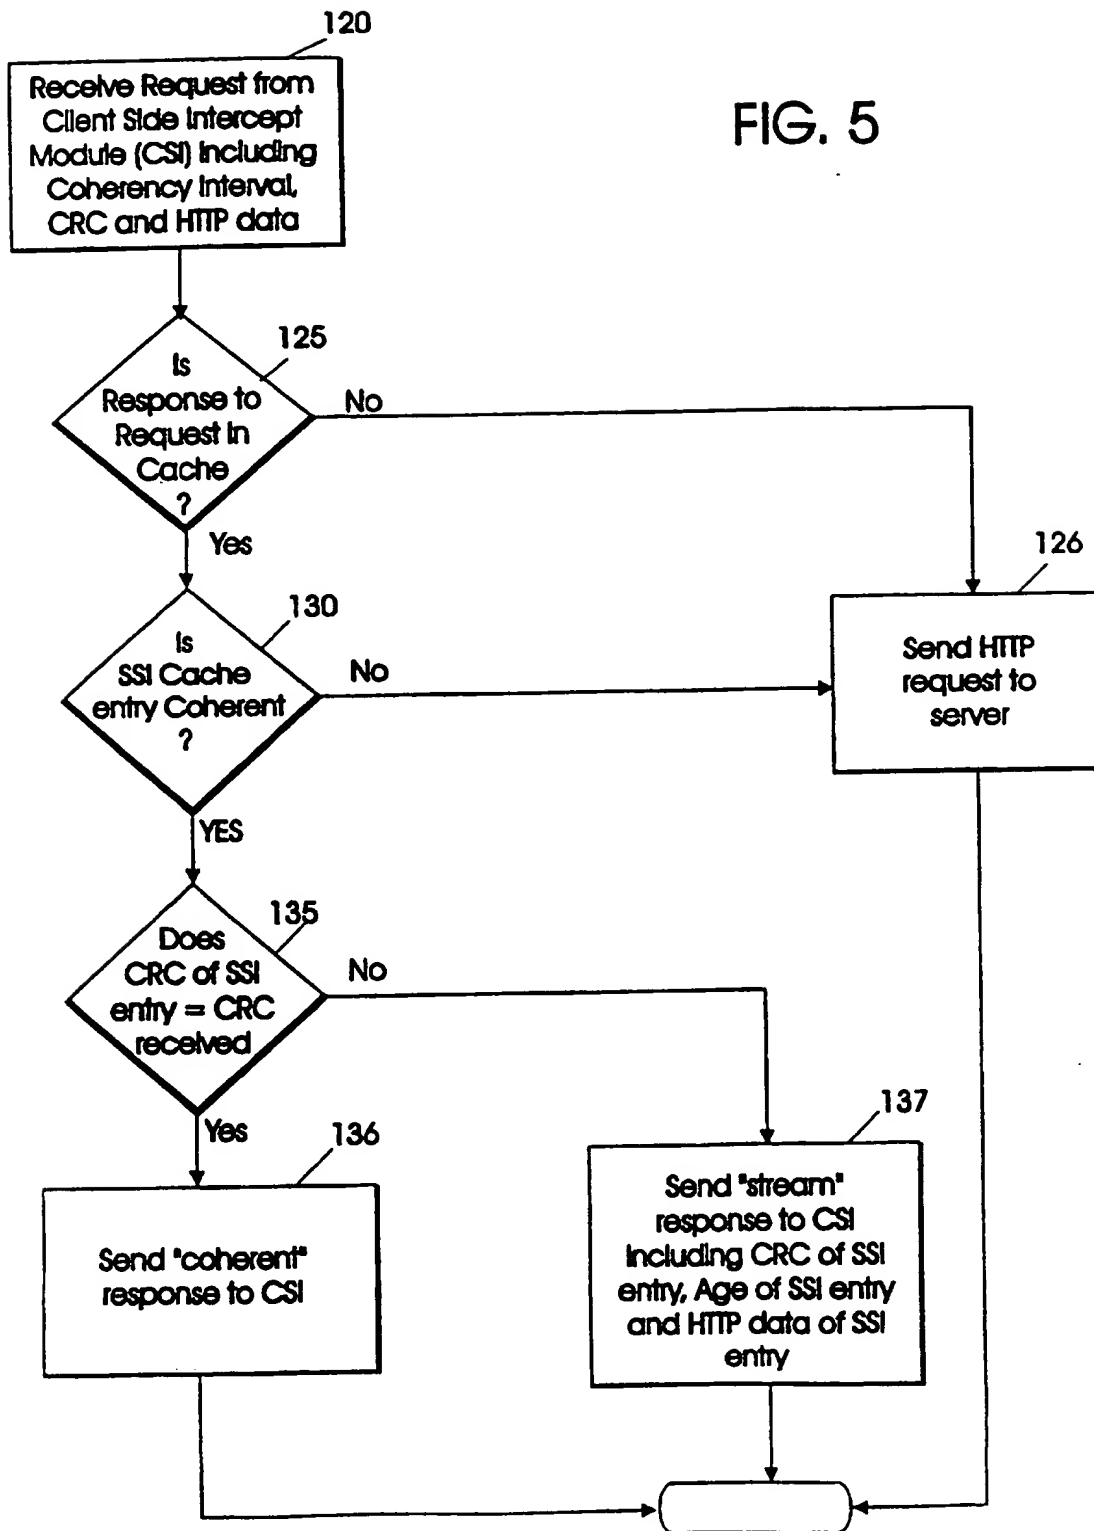 120
Receive Request from
Client Side Intercept
Module (CSI) Including
Coherency Interval,
CRC and HTTP data
FIG. 5
125
Is
Response to
Request in
Cache
?
No
Yes
130
Is
SSI Cache
entry Coherent
?
No
YES
126
Send HTTP
request to
server
135
Does
CRC of SSI
entry = CRC
received
No
Yes
136
Send "coherent"
response to CSI
137
Send "stream"
response to CSI
Including CRC of SSI
entry, Age of SSI entry
and HTTP data of SSI
entry